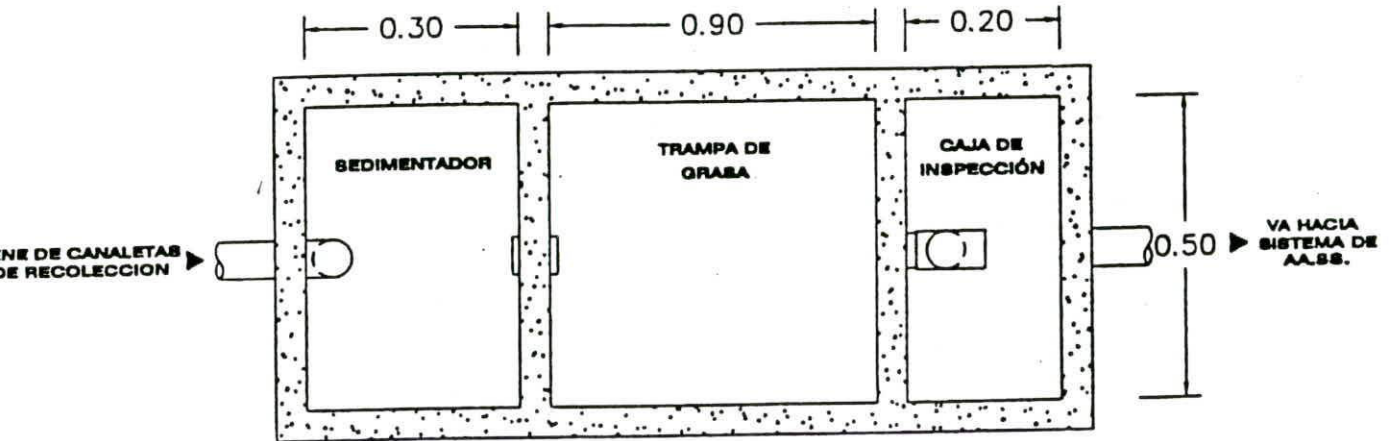 0.30
0.90
0.20
SEDIMENTADOR
TRAMPA DE
GRASA
CAJA DE
INSPECCIÓN
ENE DE CANALETAS
DE RECOLECCION
0.50
VA HACIA
SISTEMA DE
AA.SS.